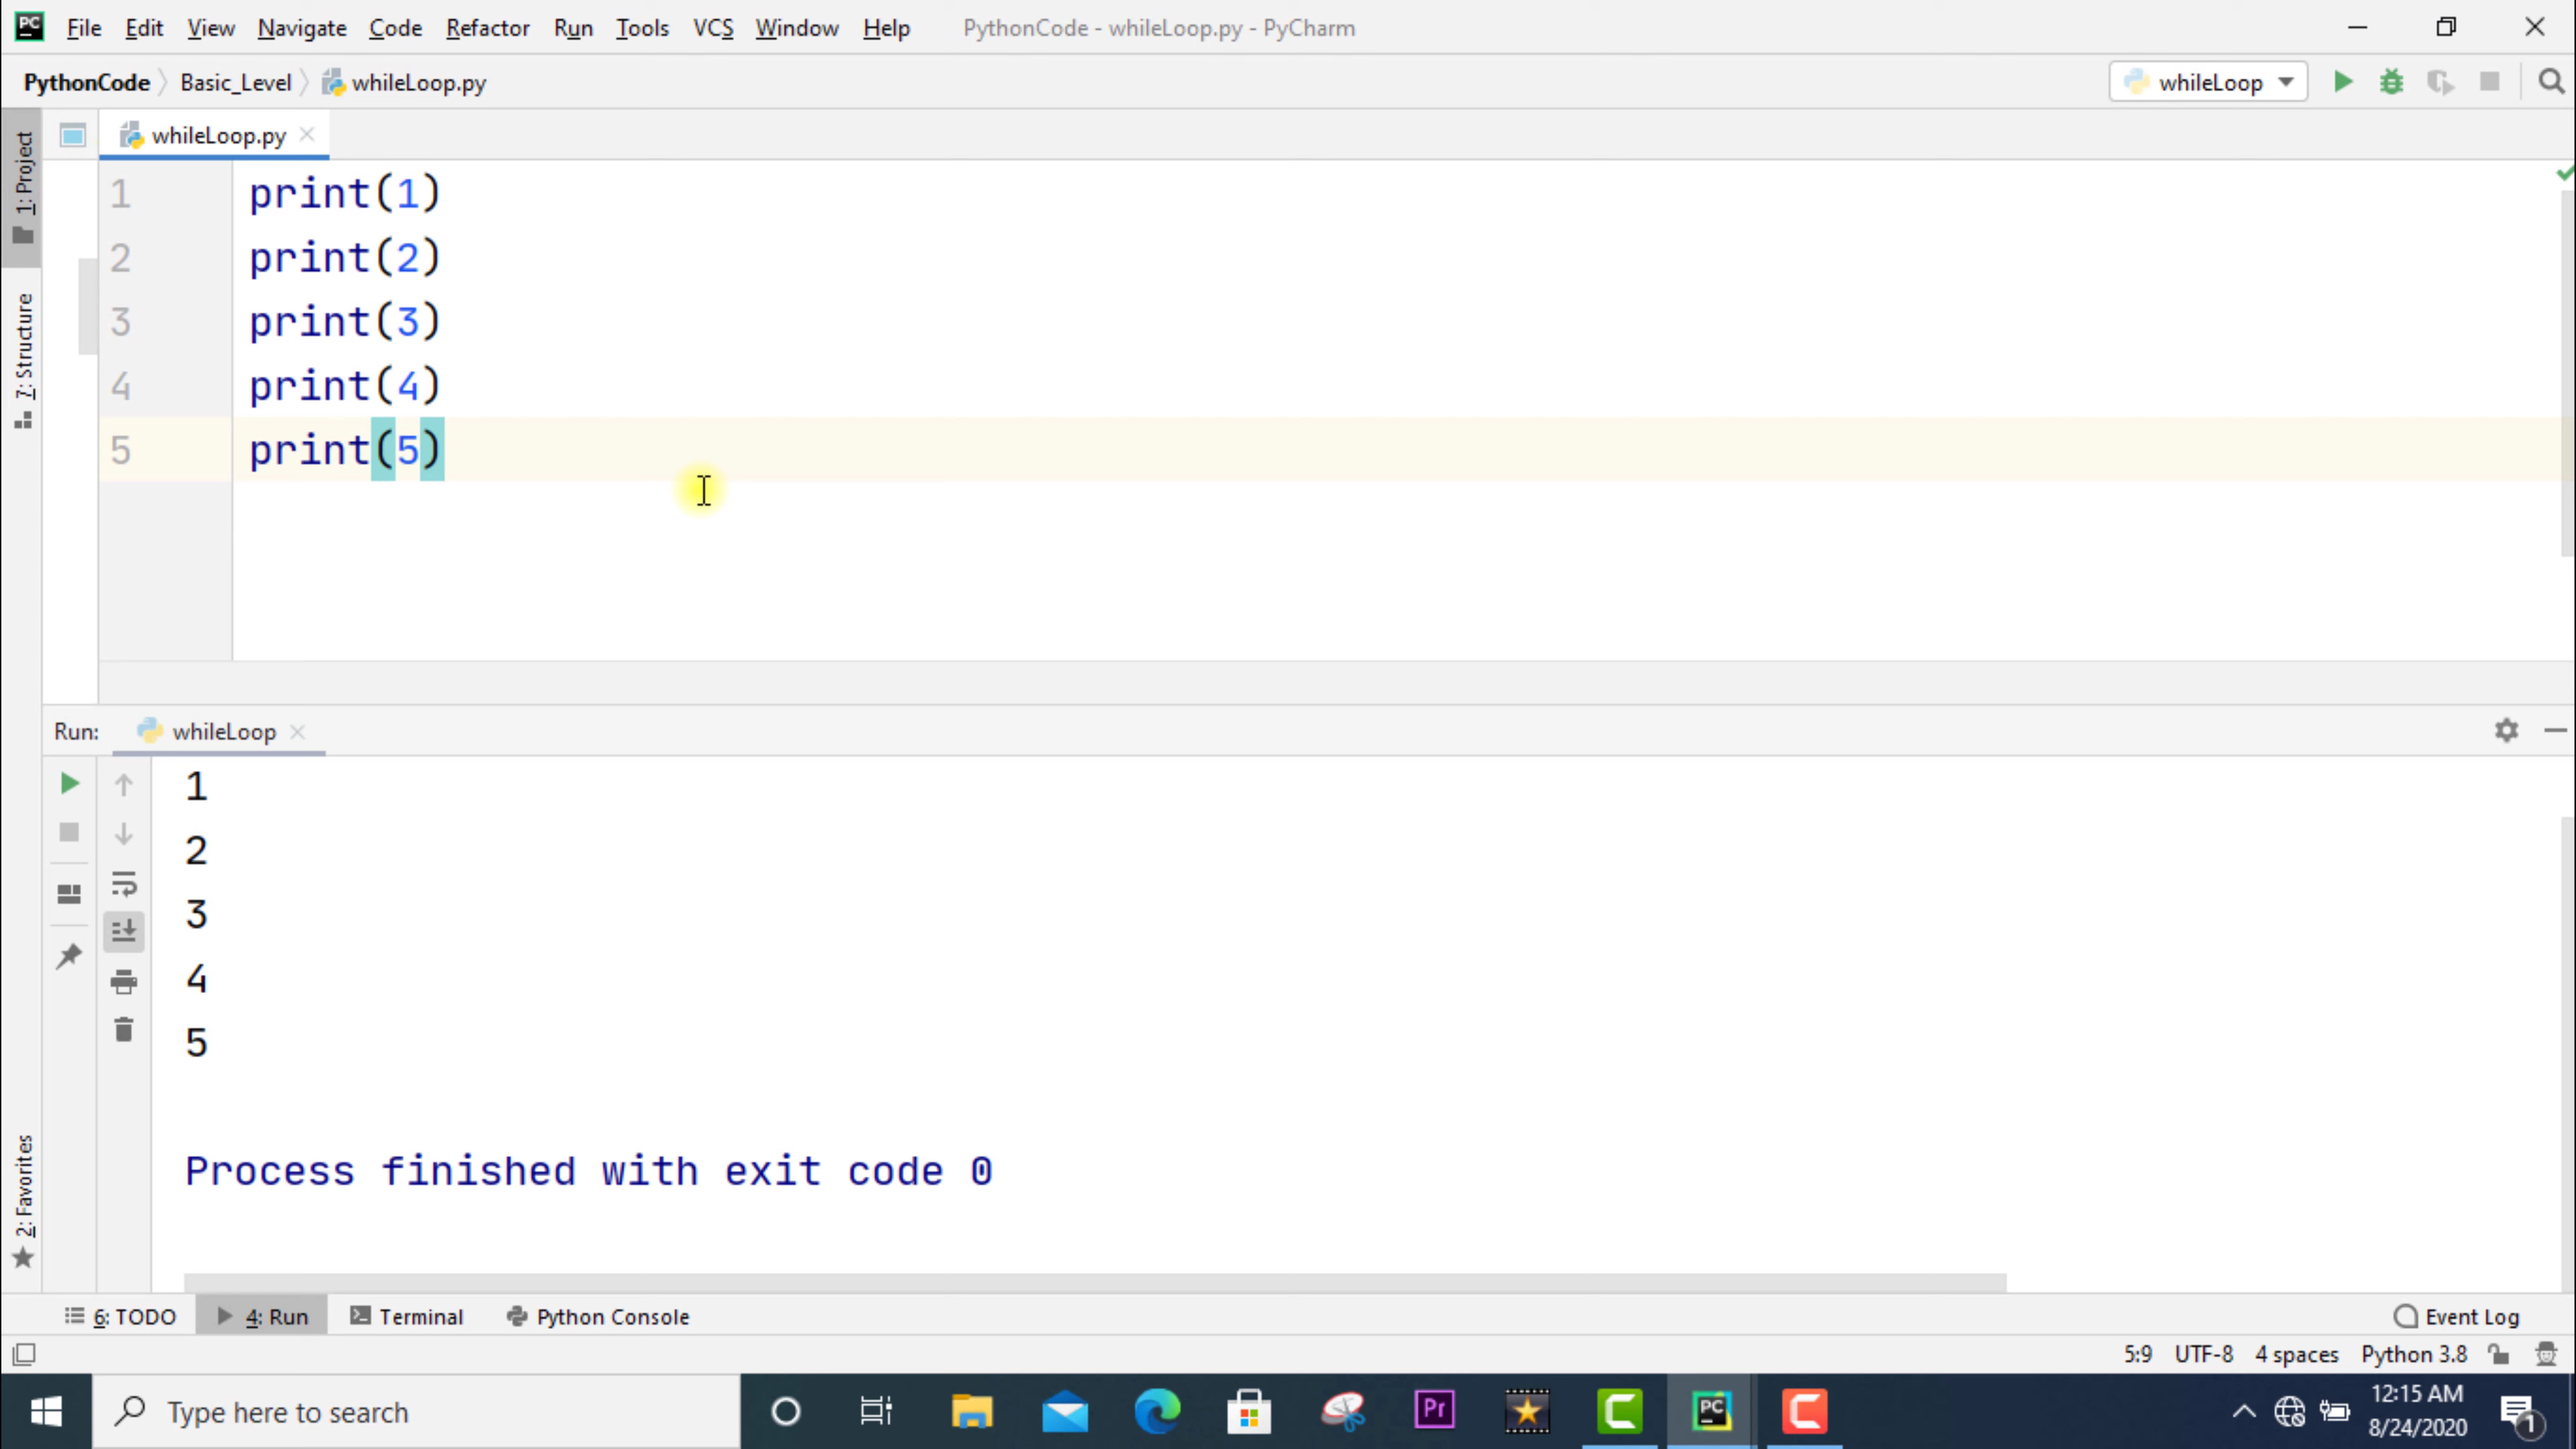 PC File Edit View Navigate Code Refactor Run Tools VCS Window Help PythonCode - whileLoop.py - PyCharm
PythonCode Basic_Level whileLoop.py whileLoop
1: Project
whileLoop.py
1 print(1)
2 print(2)
3 print(3)
4 print(4)
5 print(5)
7: Structure
Run: whileLoop
1
2
3
4
5
Process finished with exit code 0
2: Favorites
6: TODO 4: Run Terminal Python Console Event Log
5:9 UTF-8 4 spaces Python 3.8
Type here to search Pr PC 12:15 AM
8/24/2020 1